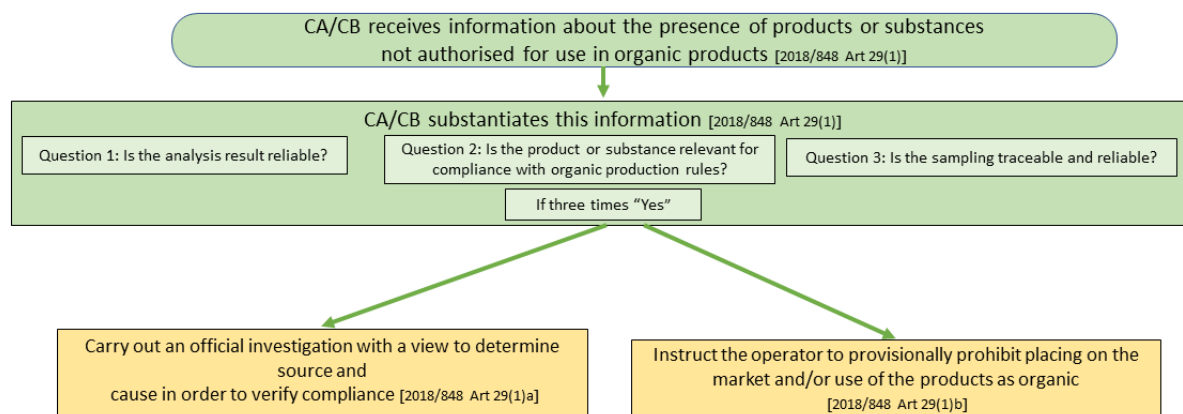 CA/CB receives information about the presence of products or substances
not authorised for use in organic products [2018/848 Art 29(1)]
CA/CB substantiates this information [2018/848 Art 29(1)]
Question 1: Is the analysis result reliable?
Question 2: Is the product or substance relevant for
compliance with organic production rules?
Question 3: Is the sampling traceable and reliable?
If three times “Yes”
Carry out an official investigation with a view to determine
source and
cause in order to verify compliance [2018/848 Art 29(1)a]
Instruct the operator to provisionally prohibit placing on the
market and/or use of the products as organic
[2018/848 Art 29(1)b]